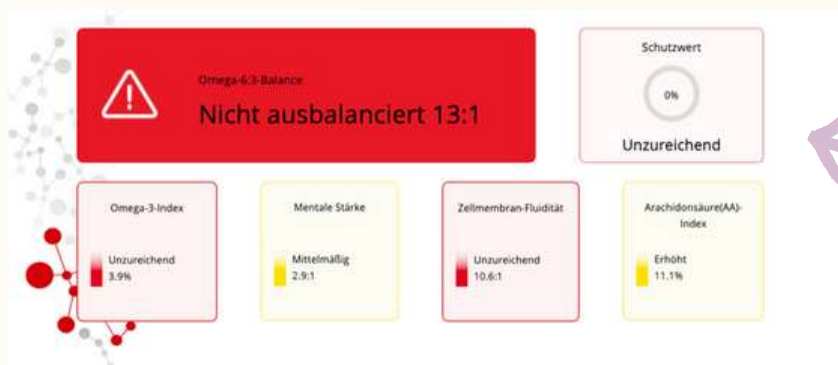 Omega-6:3-Balance
Nicht ausbalanciert 13:1
Schutzwert
0%
Unzureichend
Omega-3-Index
Unzureichend
3.9%
Mentale Stärke
Mittelmäßig
2.9:1
Zellmembran-Fluidität
Unzureichend
10.6:1
Arachidonsäure(AA)-
Index
Erhöht
11.1%